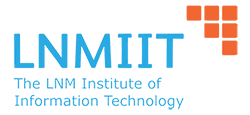 LNMIIT
The LNM Institute of
Information Technology